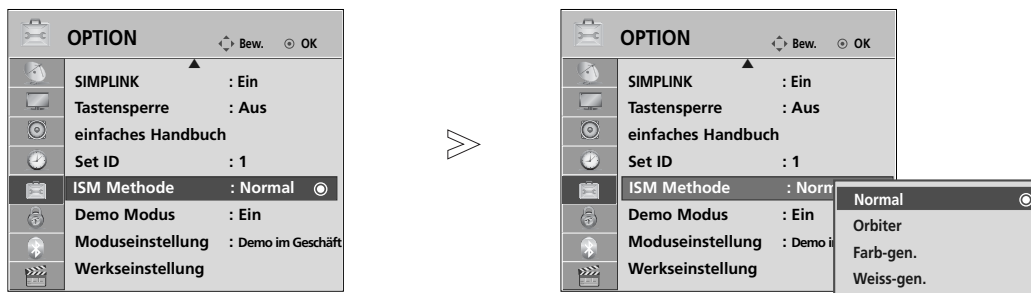 OPTION Bew. OK
SIMPLINK : Ein
Tastensperre : Aus
einfaches Handbuch
Set ID : 1
ISM Methode : Normal
Demo Modus : Ein
Moduseinstellung : Demo im Geschäft
Werkseinstellung
OPTION Bew. OK
SIMPLINK : Ein
Tastensperre : Aus
einfaches Handbuch
Set ID : 1
ISM Methode : Norm
Demo Modus : Ein
Moduseinstellung : Demo i
Werkseinstellung
Normal
Orbiter
Farb-gen.
Weiss-gen.